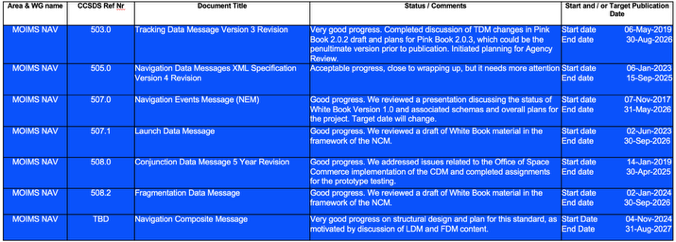 Area & WG name CCSDS Ref Nr Document Title Status / Comments Start and / or Target Publication
Date
MOIMS NAV 503.0 Tracking Data Message Version 3 Revision Very good progress. Completed discussion of TDM changes in Pink Start date 06-May-2019
Book 2.0.2 draft and plans for Pink Book 2.0.3, which could be the End date 30-Aug-2026
penultimate version prior to publication. Initiated planning for Agency
Review.
MOIMS NAV 505.0 Navigation Data Messages XML Specification Acceptable progress, close to wrapping up, but it needs more attention Start date 06-Jan-2023
Version 4 Revision End date 15-Sep-2025
MOIMS NAV 507.0 Navigation Events Message (NEM) Good progress. We reviewed a presentation discussing the status of Start date 07-Nov-2017
White Book Version 1.0 and associated schemas and overall plans for End date 31-May-2026
the project. Target date will change.
MOIMS NAV 507.1 Launch Data Message Good progress. We reviewed a draft of White Book material in the Start date 02-Jun-2023
framework of the NCM. End date 30-Sep-2026
MOIMS NAV 508.0 Conjunction Data Message 5 Year Revision Good progress. We addressed issues related to the Office of Space Start date 14-Jan-2019
Commerce implementation of the CDM and completed assignments End date 30-Apr-2025
for the prototype testing.
MOIMS NAV 508.2 Fragmentation Data Message Good progress. We reviewed a draft of White Book material in the Start date 02-Jan-2024
framework of the NCM. End date 30-Sep-2026
MOIMS NAV TBD Navigation Composite Message Very good progress on structural design and plan for this standard, as Start Date 04-Nov-2024
motivated by discussion of LDM and FDM content. End Date 31-Aug-2027